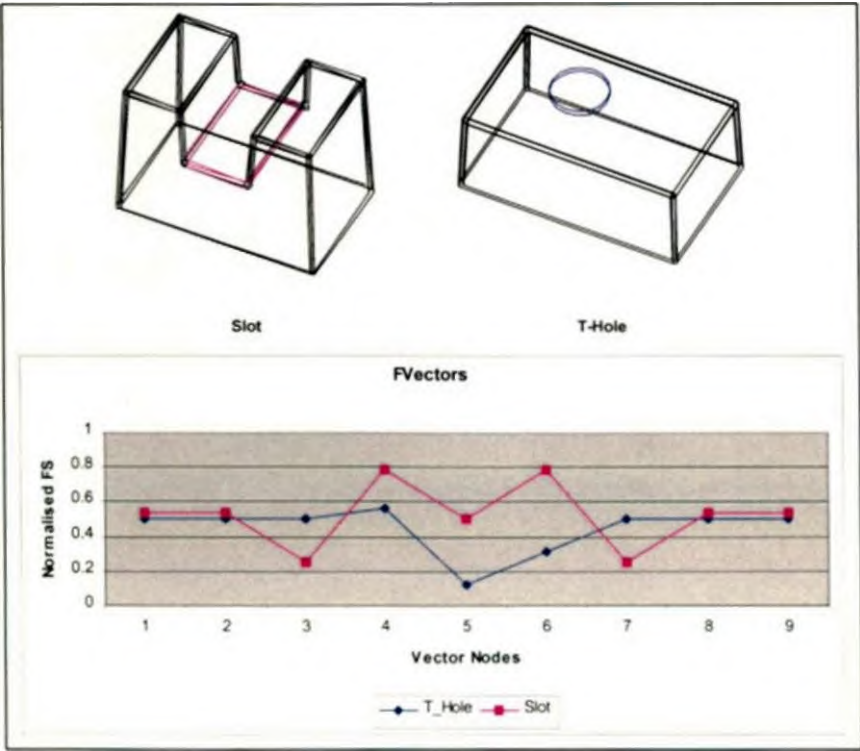 Slot
T-Hole
FVectors
Normalised FS
1
0.8
0.6
0.4
0.2
0
1 2 3 4 5 6 7 8 9
Vector Nodes
T_Hole Slot